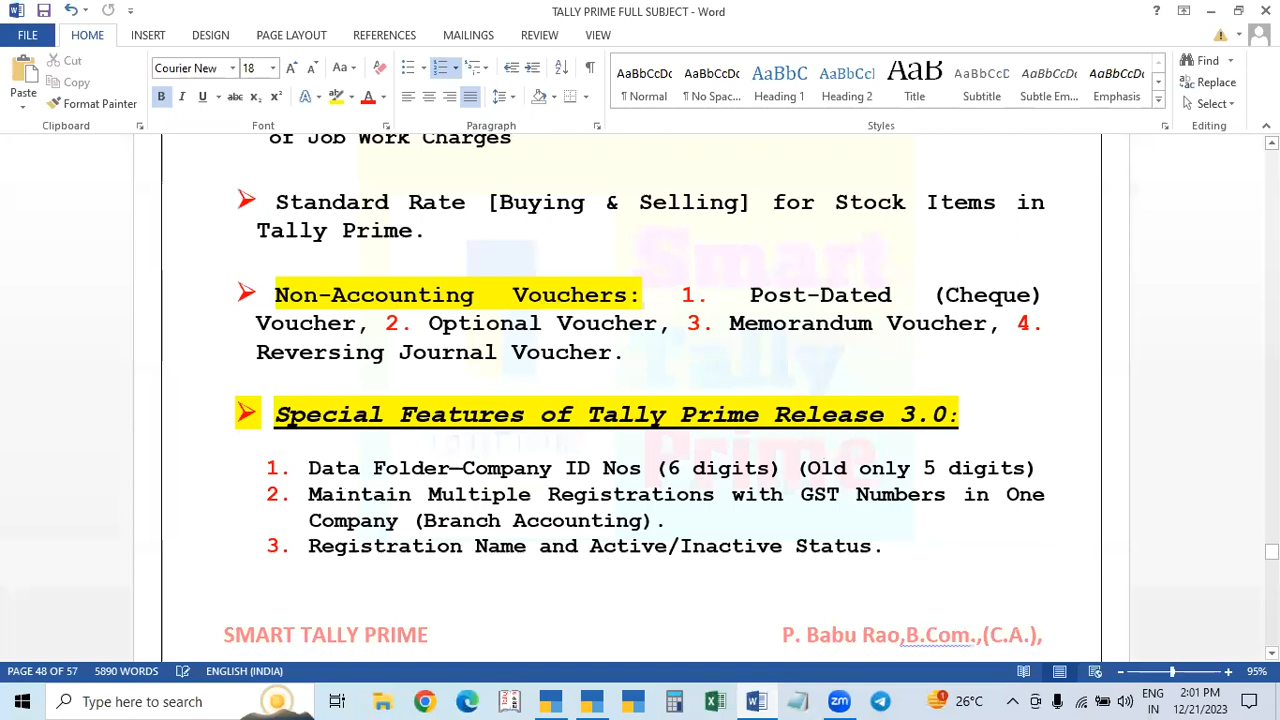 TALLY PRIME FULL SUBJECT - Word
FILE HOME INSERT DESIGN PAGE LAYOUT REFERENCES MAILINGS REVIEW VIEW
Cut
Copy
Format Painter
Paste
Clipboard
Courier New 18
Font
Paragraph
AaBbCcDc AaBbCcDc AaBbC AaBbCcl AaB AaBbCcDc AaBbCcDc
¶ Normal ¶ No Spac... Heading 1 Heading 2 Title Subtitle Subtle Em... Emphasis
Styles
Find
Replace
Select
Editing
of Job Work Charges
Standard Rate [Buying & Selling] for Stock Items in
Tally Prime.
Non-Accounting Vouchers: 1. Post-Dated (Cheque)
Voucher, 2. Optional Voucher, 3. Memorandum Voucher, 4.
Reversing Journal Voucher.
Special Features of Tally Prime Release 3.0:
1. Data Folder—Company ID Nos (6 digits) (Old only 5 digits)
2. Maintain Multiple Registrations with GST Numbers in One
Company (Branch Accounting).
3. Registration Name and Active/Inactive Status.
Smart
Tally
Prime
SMART TALLY PRIME P. Babu Rao,B.Com.,(C.A.),
PAGE 48 OF 57 5890 WORDS ENGLISH (INDIA) 95%
Type here to search
26°C
ENG
IN
2:01 PM
12/21/2023